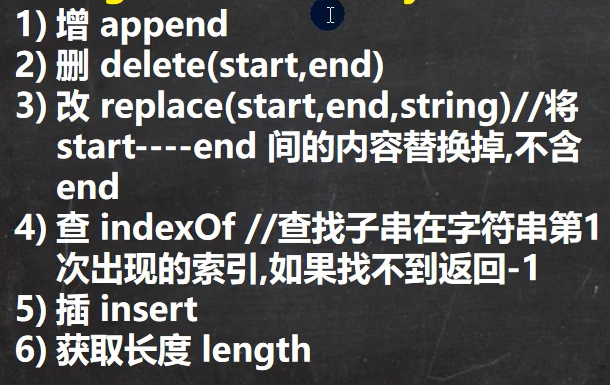 1) 增 append
2) 删 delete(start,end)
3) 改 replace(start,end,string)//将
start----end 间的内容替换掉,不含
end
4) 查 indexOf //查找子串在字符串第1
次出现的索引,如果找不到返回-1
5) 插 insert
6) 获取长度 length